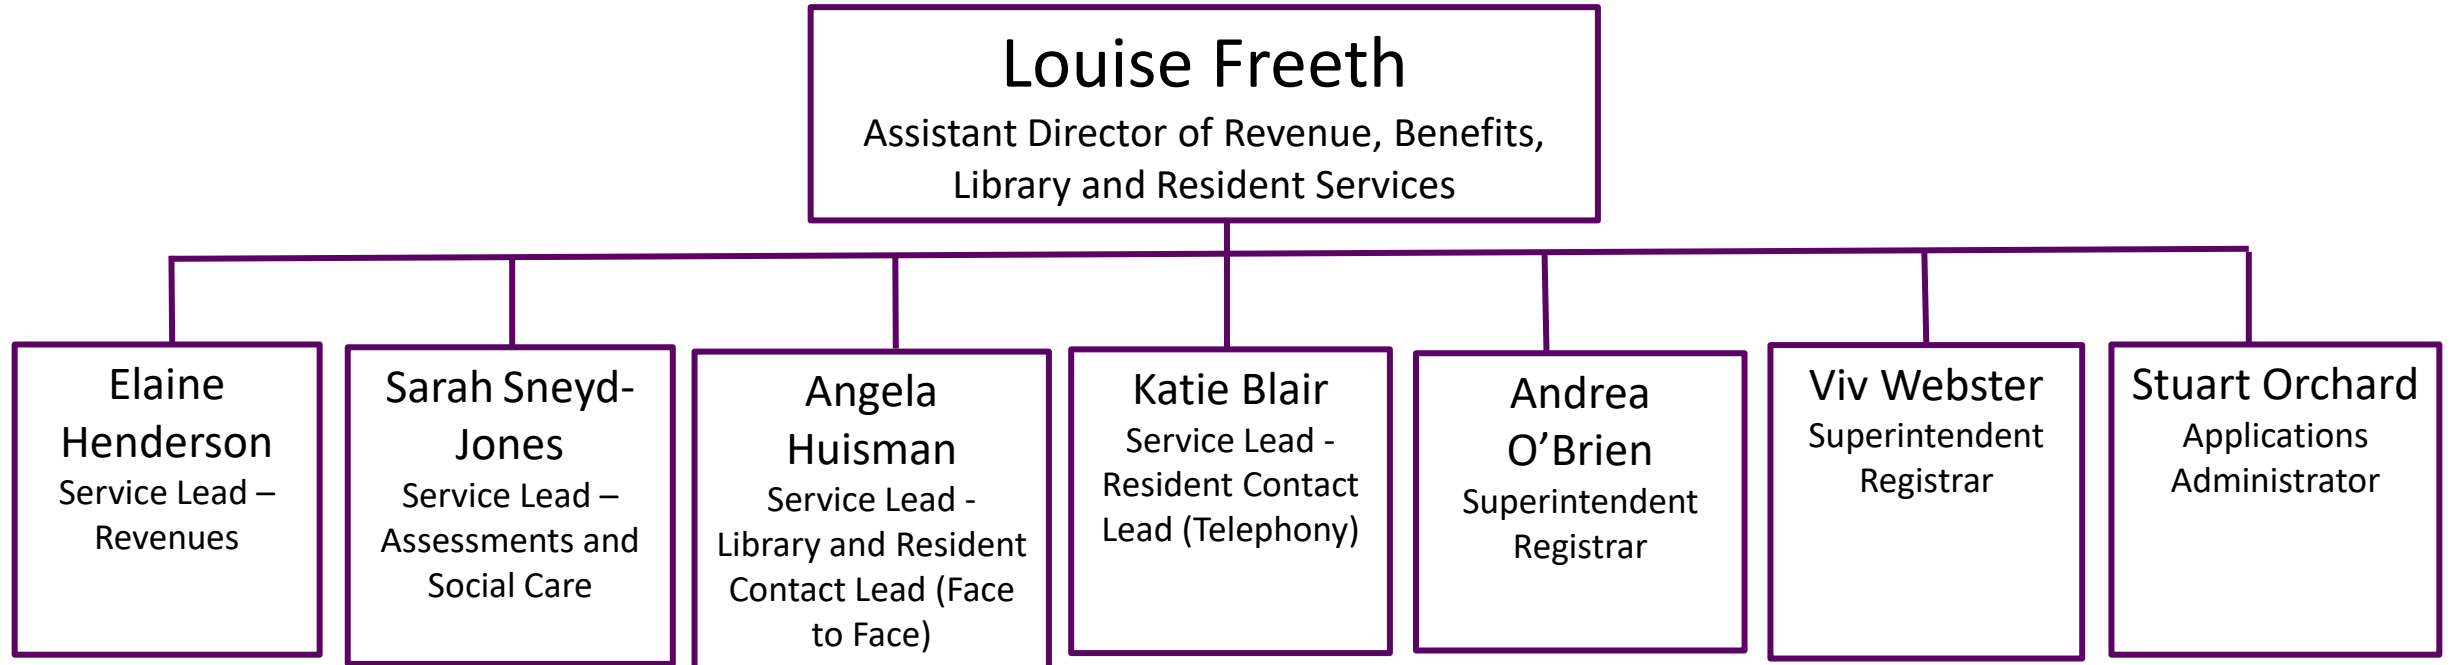 Louise Freeth
Assistant Director of Revenue, Benefits,
Library and Resident Services
Elaine
Henderson
Service Lead –
Revenues
Sarah Sneyd-
Jones
Service Lead –
Assessments and
Social Care
Angela
Huisman
Service Lead -
Library and Resident
Contact Lead (Face
to Face)
Katie Blair
Service Lead -
Resident Contact
Lead (Telephony)
Andrea
O’Brien
Superintendent
Registrar
Viv Webster
Superintendent
Registrar
Stuart Orchard
Applications
Administrator